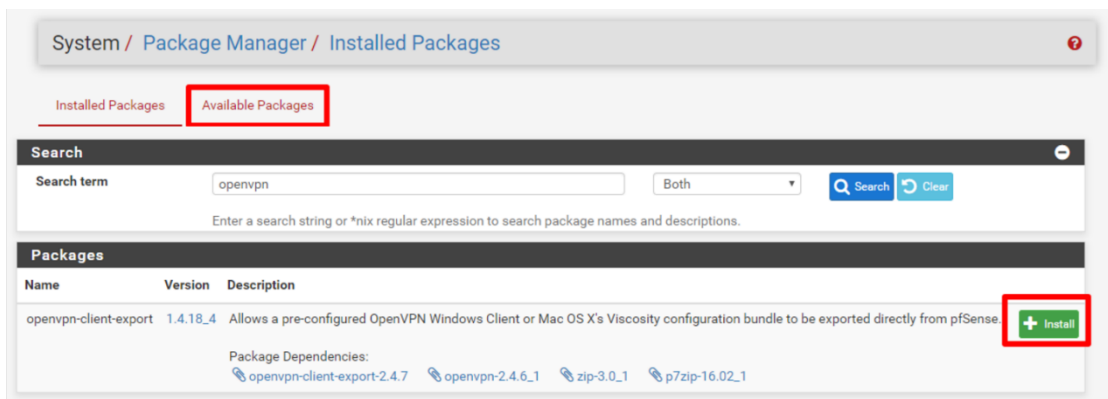 System / Package Manager / Installed Packages
Installed Packages Available Packages
Search
Search term openvpn Both Search Clear
Enter a search string or *nix regular expression to search package names and descriptions.
Packages
Name Version Description
openvpn-client-export 1.4.18_4 Allows a pre-configured OpenVPN Windows Client or Mac OS X's Viscosity configuration bundle to be exported directly from pfSense. Install
Package Dependencies:
openvpn-client-export-2.4.7 openvpn-2.4.6_1 zip-3.0_1 p7zip-16.02_1